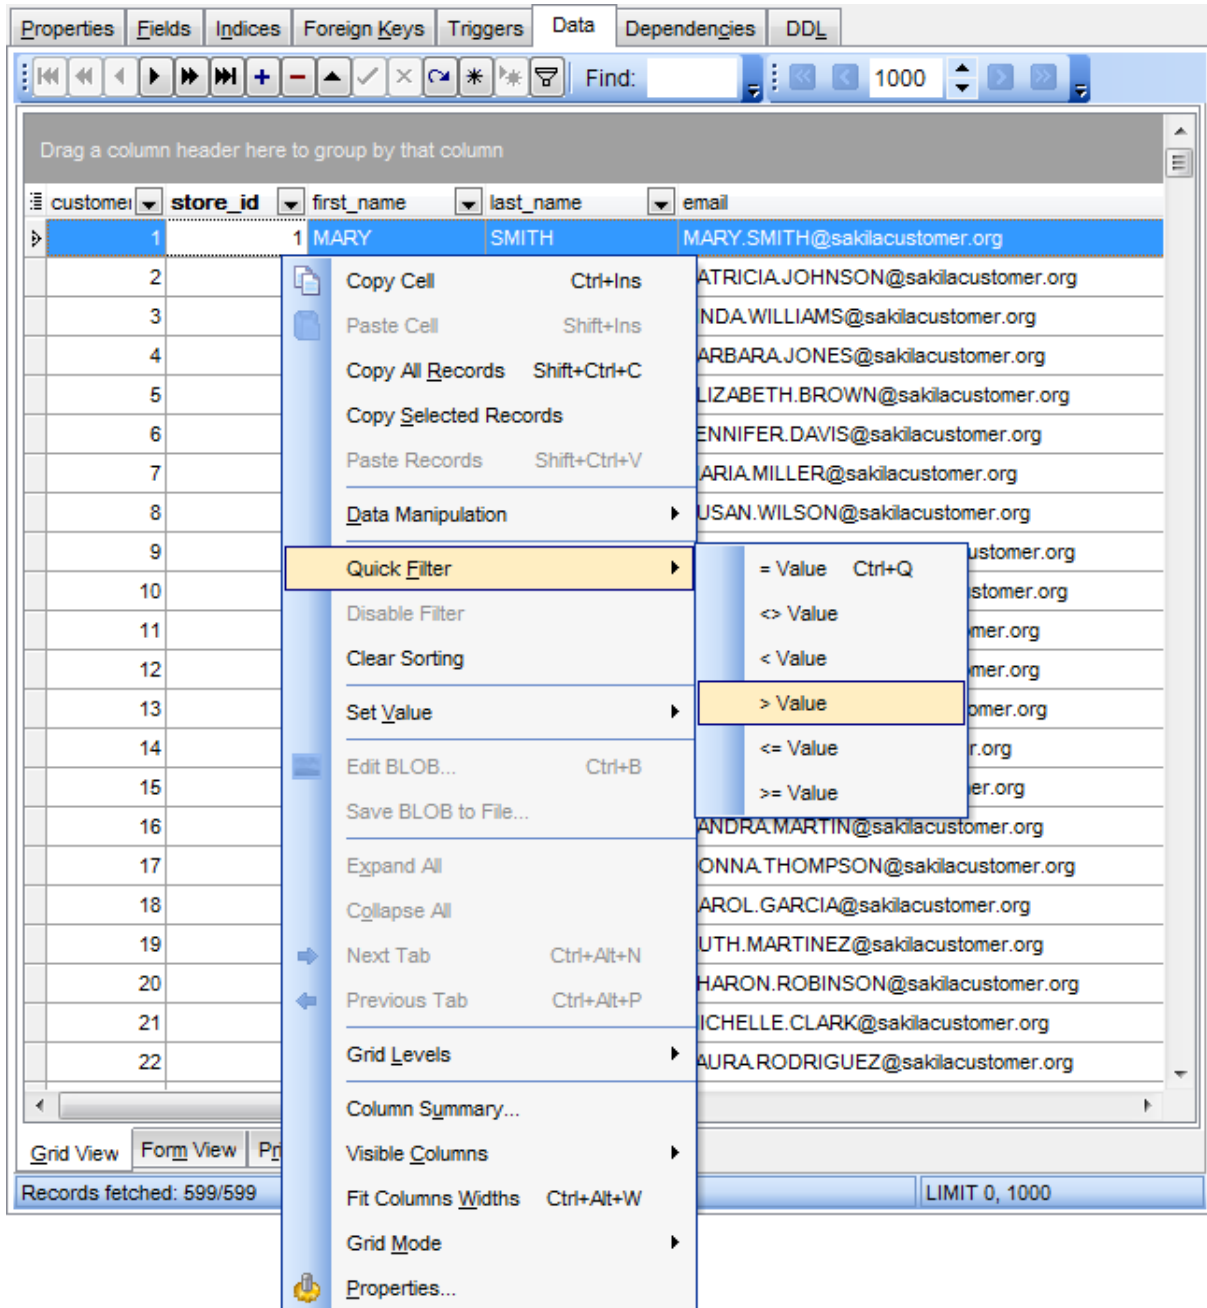 Properties Fields Indices Foreign Keys Triggers Data Dependencies DDL
Find: 1000
Drag a column header here to group by that column
customer store_id first_name last_name email
1 1 MARY SMITH MARY.SMITH@sakilacustomer.org
2 ATRICIA.JOHNSON@sakilacustomer.org
3 NDA.WILLIAMS@sakilacustomer.org
4 ARBARA.JONES@sakilacustomer.org
5 LIZABETH.BROWN@sakilacustomer.org
6 ENNIFER.DAVIS@sakilacustomer.org
7 ARIA.MILLER@sakilacustomer.org
8 USAN.WILSON@sakilacustomer.org
9 ustomer.org
10 stomer.org
11 mer.org
12 mer.org
13 omer.org
14 r.org
15 er.org
16 ANDRA.MARTIN@sakilacustomer.org
17 ONNA.THOMPSON@sakilacustomer.org
18 AROL.GARCIA@sakilacustomer.org
19 UTH.MARTINEZ@sakilacustomer.org
20 HARON.ROBINSON@sakilacustomer.org
21 ICHELLE.CLARK@sakilacustomer.org
22 AURA.RODRIGUEZ@sakilacustomer.org
Copy Cell Ctrl+Ins
Paste Cell Shift+Ins
Copy All Records Shift+Ctrl+C
Copy Selected Records
Paste Records Shift+Ctrl+V
Data Manipulation
Quick Filter
Disable Filter
Clear Sorting
Set Value
Edit BLOB... Ctrl+B
Save BLOB to File...
Expand All
Collapse All
Next Tab Ctrl+Alt+N
Previous Tab Ctrl+Alt+P
Grid Levels
Column Summary...
Visible Columns
Fit Columns Widths Ctrl+Alt+W
Grid Mode
Properties...
= Value Ctrl+Q
<> Value
< Value
> Value
<= Value
>= Value
Grid View Form View Pri
Records fetched: 599/599 LIMIT 0, 1000